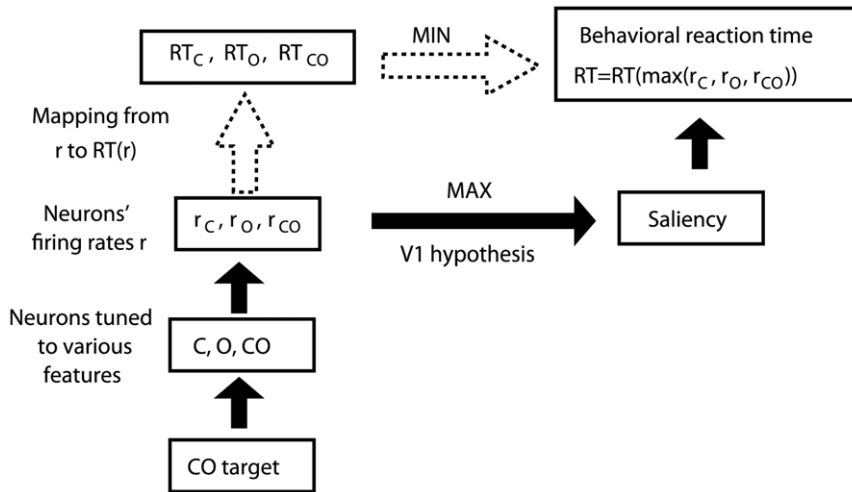 RT_C , RT_O, RT_CO
MIN
Behavioral reaction time
RT=RT(max(r_C , r_O , r_CO))
Mapping from
r to RT(r)
Neurons'
firing rates r
r_C , r_O , r_CO
MAX
V1 hypothesis
Saliency
Neurons tuned
to various
features
C, O, CO
CO target